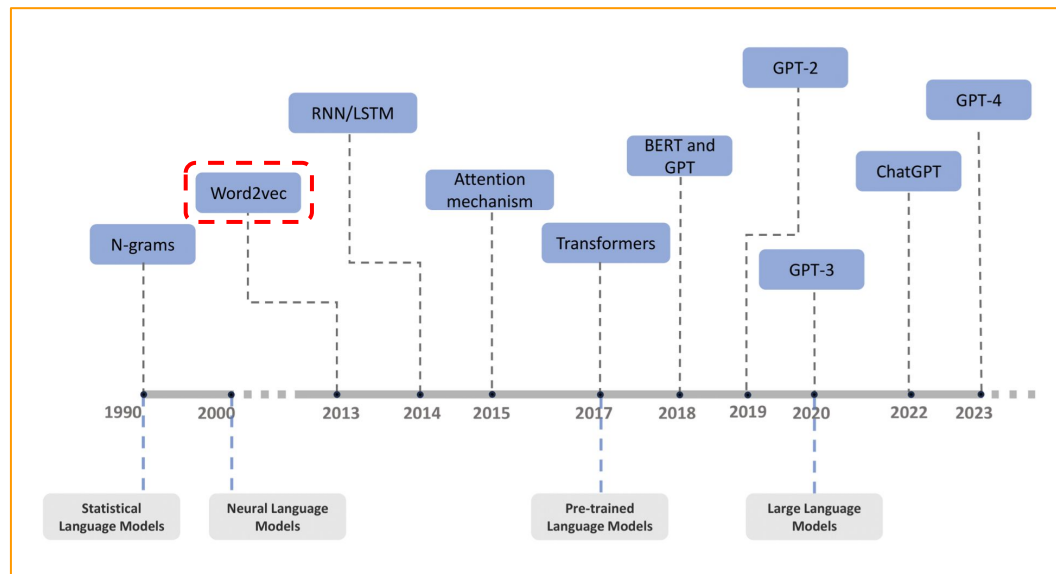 GPT-2
GPT-4
RNN/LSTM
BERT and
GPT
ChatGPT
Word2vec
Attention
mechanism
N-grams
Transformers
GPT-3
1990
2000
2013
2014
2015
2017
2018
2019
2020
2022
2023
Statistical
Language Models
Neural Language
Models
Pre-trained
Language Models
Large Language
Models